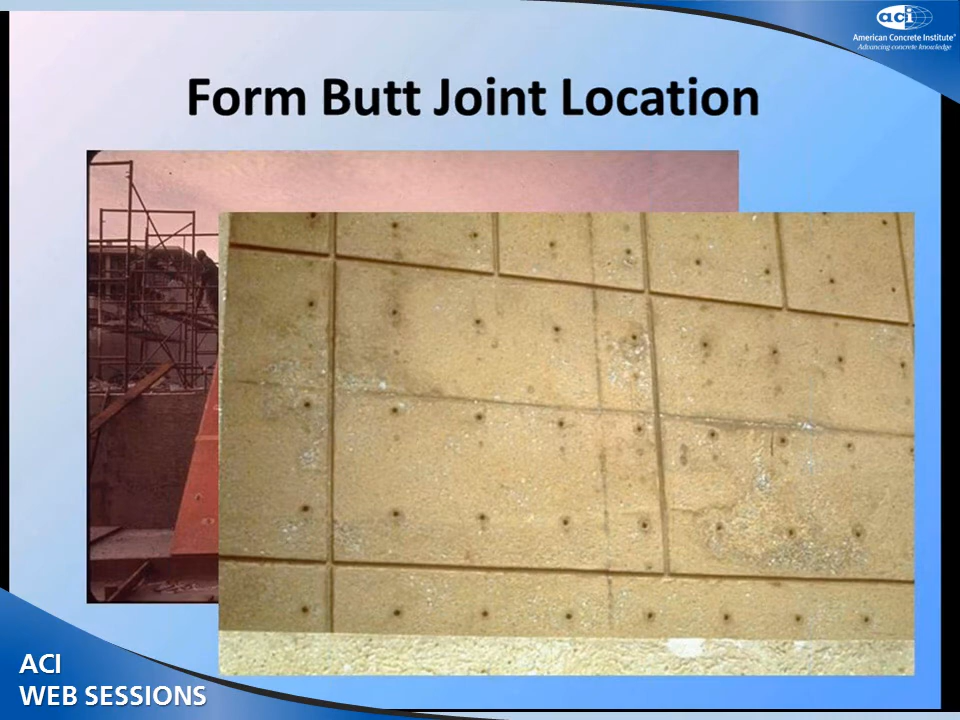 aci
American Concrete Institute®
Advancing concrete knowledge
Form Butt Joint Location
ACI
WEB SESSIONS